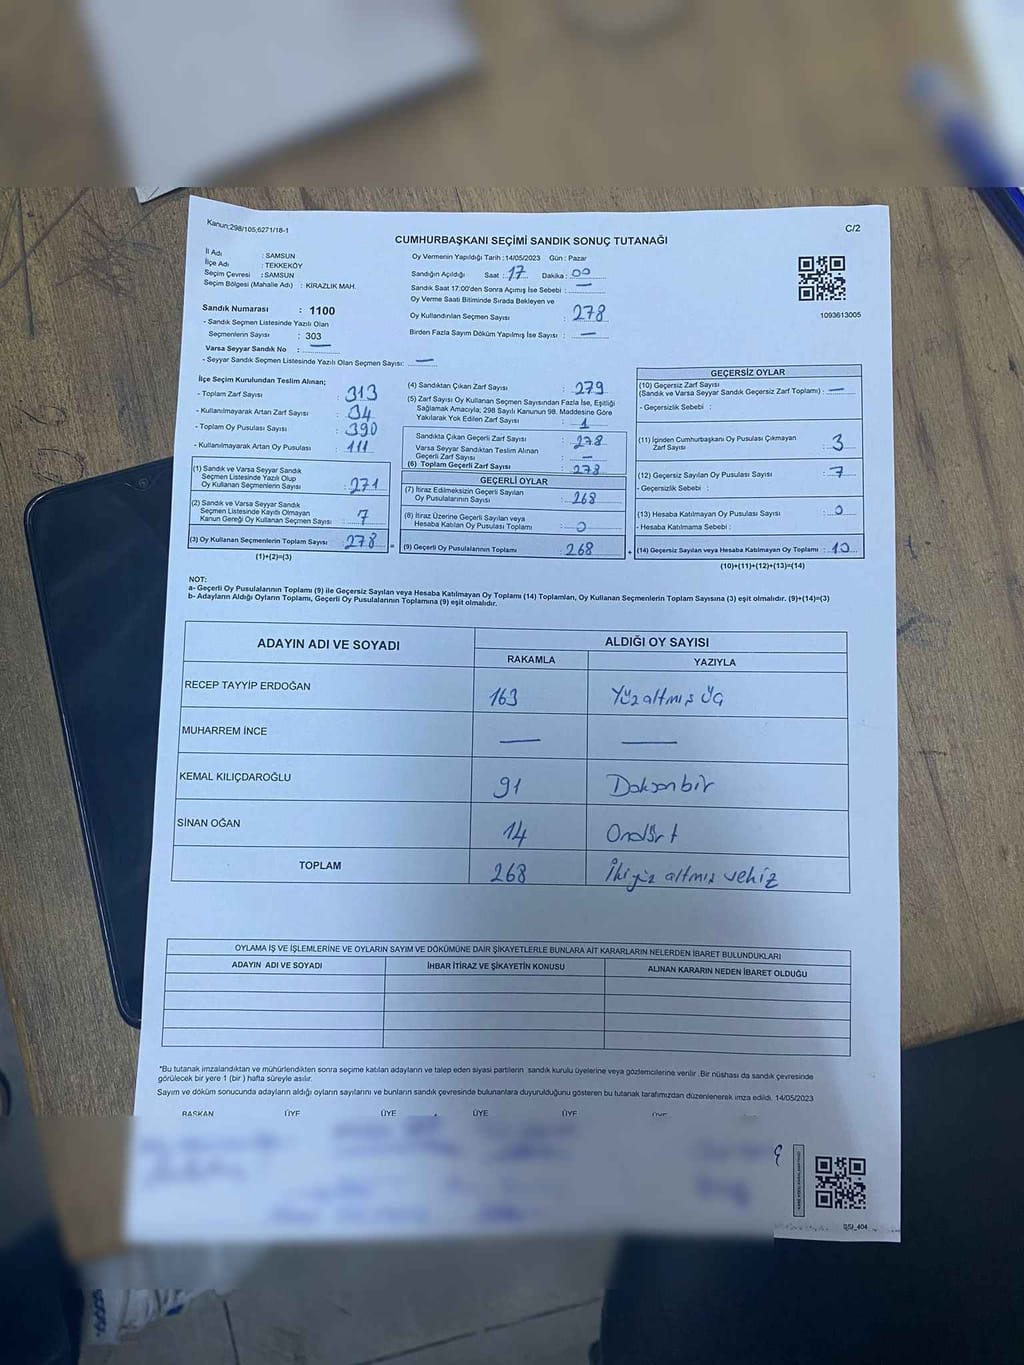 Kanun;298/105,6271/18-1
C/2
CUMHURBAŞKANI SEÇİMİ SANDIK SONUÇ TUTANAĞI
İl Adı : SAMSUN
İlçe Adı : TEKKEKÖY
Seçim Çevresi : SAMSUN
Seçim Bölgesi (Mahalle Adı) : KİRAZLIK MAH.
Sandık Numarası : 1100
- Sandık Seçmen Listesinde Yazılı Olan
Seçmenlerin Sayısı : 303
Varsa Seyyar Sandık No : —
- Seyyar Sandık Seçmen Listesinde Yazılı Olan Seçmen Sayısı: —
Oy Vermenin Yapıldığı Tarih :14/05/2023 Gün : Pazar
Sandığın Açıldığı Saat : 17 Dakika : 00
Sandık Saat 17:00'den Sonra Açılmış İse Sebebi : —
Oy Verme Saati Bitiminde Sırada Bekleyen ve
Oy Kullandırılan Seçmen Sayısı : 278
Birden Fazla Sayım Döküm Yapılmış İse Sayısı : —
1093613005
İlçe Seçim Kurulundan Teslim Alınan;
- Toplam Zarf Sayısı : 313
- Kullanılmayarak Artan Zarf Sayısı : 34
- Toplam Oy Pusulası Sayısı : 390
- Kullanılmayarak Artan Oy Pusulası : 111
(1) Sandık ve Varsa Seyyar Sandık
Seçmen Listesinde Yazılı Olup
Oy Kullanan Seçmenlerin Sayısı : 271
(2) Sandık ve Varsa Seyyar Sandık
Seçmen Listesinde Kayıtlı Olmayan
Kanun Gereği Oy Kullanan Seçmen Sayısı : 7
(3) Oy Kullanan Seçmenlerin Toplam Sayısı : 278
(1)+(2)=(3)
(4) Sandıktan Çıkan Zarf Sayısı : 279
(5) Zarf Sayısı Oy Kullanan Seçmen Sayısından Fazla İse, Eşitliği
Sağlamak Amacıyla; 298 Sayılı Kanunun 98. Maddesine Göre
Yakılarak Yok Edilen Zarf Sayısı : 1
Sandıkta Çıkan Geçerli Zarf Sayısı : 278
Varsa Seyyar Sandıktan Teslim Alınan
Geçerli Zarf Sayısı : —
(6) Toplam Geçerli Zarf Sayısı : 278
GEÇERLİ OYLAR
(7) İtiraz Edilmeksizin Geçerli Sayılan
Oy Pusulalarının Sayısı : 268
(8) İtiraz Üzerine Geçerli Sayılan veya
Hesaba Katılan Oy Pusulası Toplamı : 0
= (9) Geçerli Oy Pusulalarının Toplamı : 268
GEÇERSİZ OYLAR
(10) Geçersiz Zarf Sayısı
(Sandık ve Varsa Seyyar Sandık Geçersiz Zarf Toplamı) : —
- Geçersizlik Sebebi :
(11) İçinden Cumhurbaşkanı Oy Pusulası Çıkmayan
Zarf Sayısı : 3
(12) Geçersiz Sayılan Oy Pusulası Sayısı : 7
- Geçersizlik Sebebi :
(13) Hesaba Katılmayan Oy Pusulası Sayısı : 0
- Hesaba Katılmama Sebebi :
+ (14) Geçersiz Sayılan veya Hesaba Katılmayan Oy Toplamı : 10
(10)+(11)+(12)+(13)=(14)
NOT:
a- Geçerli Oy Pusulalarının Toplamı (9) ile Geçersiz Sayılan veya Hesaba Katılmayan Oy Toplamı (14) Toplamları, Oy Kullanan Seçmenlerin Toplam Sayısına (3) eşit olmalıdır. (9)+(14)=(3)
b- Adayların Aldığı Oyların Toplamı, Geçerli Oy Pusulalarının Toplamına (9) eşit olmalıdır.
ADAYIN ADI VE SOYADI ALDIĞI OY SAYISI
RAKAMLA YAZIYLA
RECEP TAYYİP ERDOĞAN 163 Yüzaltmış üç
MUHARREM İNCE — —
KEMAL KILIÇDAROĞLU 91 Doksanbir
SİNAN OĞAN 14 Ondört
TOPLAM 268 İkiyüz altmış sekiz
OYLAMA İŞ VE İŞLEMLERİNE VE OYLARIN SAYIM VE DÖKÜMÜNE DAİR ŞİKAYETLERLE BUNLARA AİT KARARLARIN NELERDEN İBARET BULUNDUKLARI
ADAYIN ADI VE SOYADI İHBAR İTİRAZ VE ŞİKAYETİN KONUSU ALINAN KARARIN NEDEN İBARET OLDUĞU
*Bu tutanak imzalandıktan ve mühürlendikten sonra seçime katılan adayların ve talep eden siyasi partilerin sandık kurulu üyelerine veya gözlemcilerine verilir .Bir nüshası da sandık çevresinde
görülecek bir yere 1 (bir ) hafta süreyle asılır.
Sayım ve döküm sonucunda adayların aldığı oyların sayılarını ve bunların sandık çevresinde bulunanlara duyurulduğunu gösteren bu tutanak tarafımızdan düzenlenerek imza edildi. 14/05/2023
BAŞKAN ÜYE ÜYE ÜYE ÜYE ÜYE